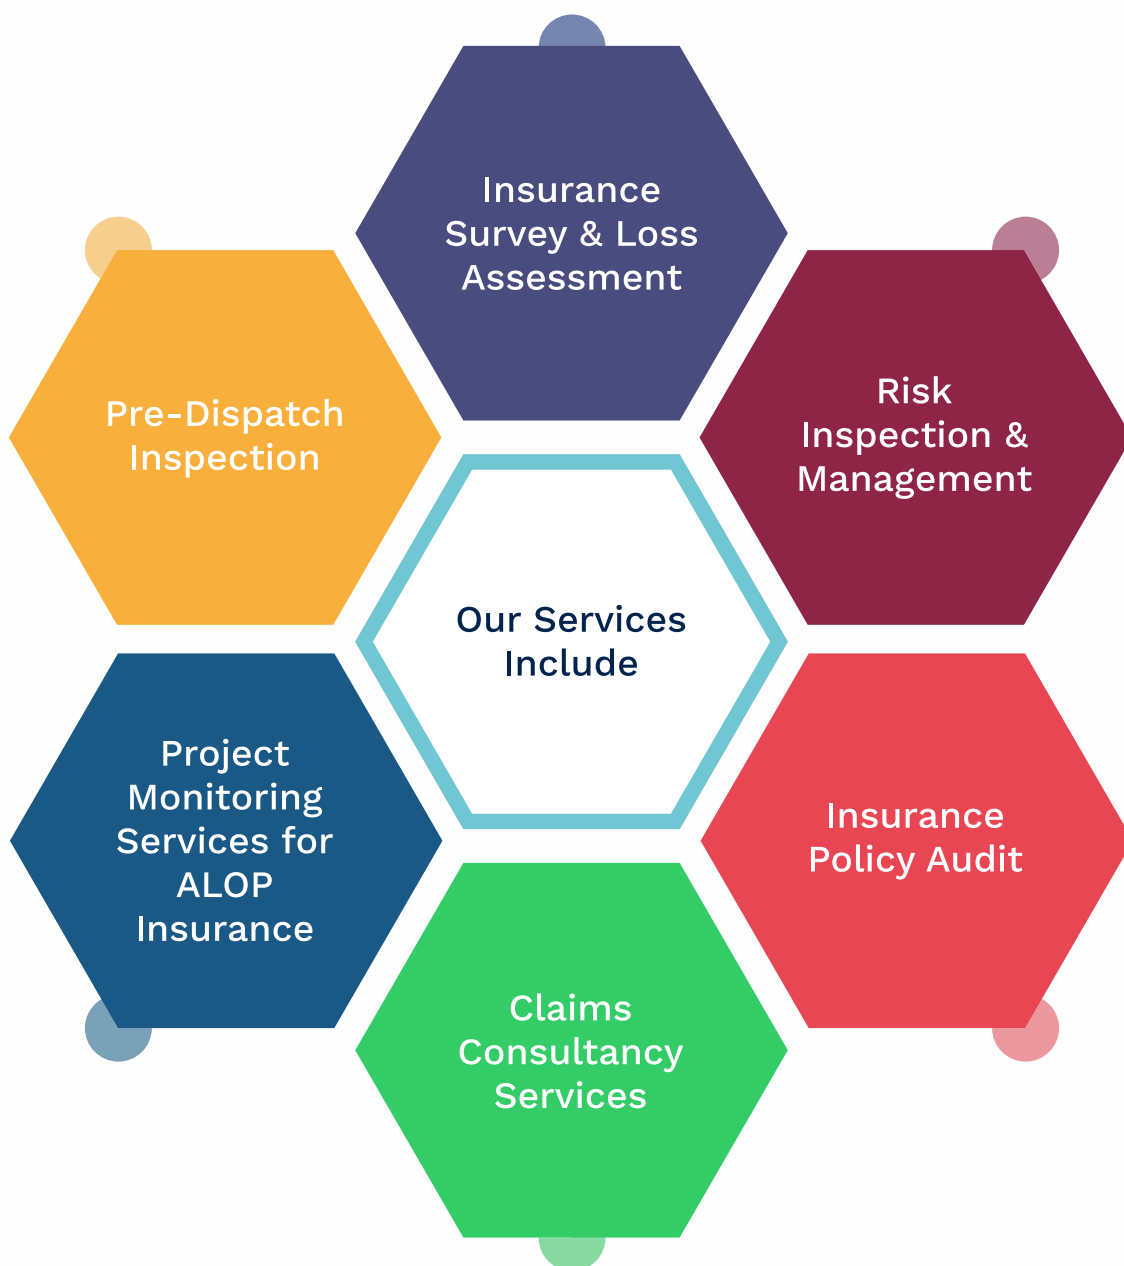 Insurance
Survey & Loss
Assessment
Pre-Dispatch
Inspection
Risk
Inspection &
Management
Our Services
Include
Project
Monitoring
Services for
ALOP
Insurance
Insurance
Policy Audit
Claims
Consultancy
Services